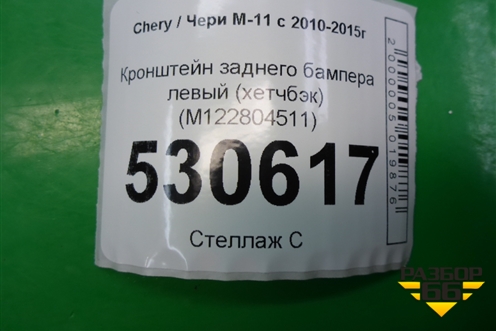 Chery / Чери М-11 с 2010-2015г
Кронштейн заднего бампера
левый (хетчбэк)
(M122804511)
530617
Стеллаж С
2000005019876
РАЗБОР
66